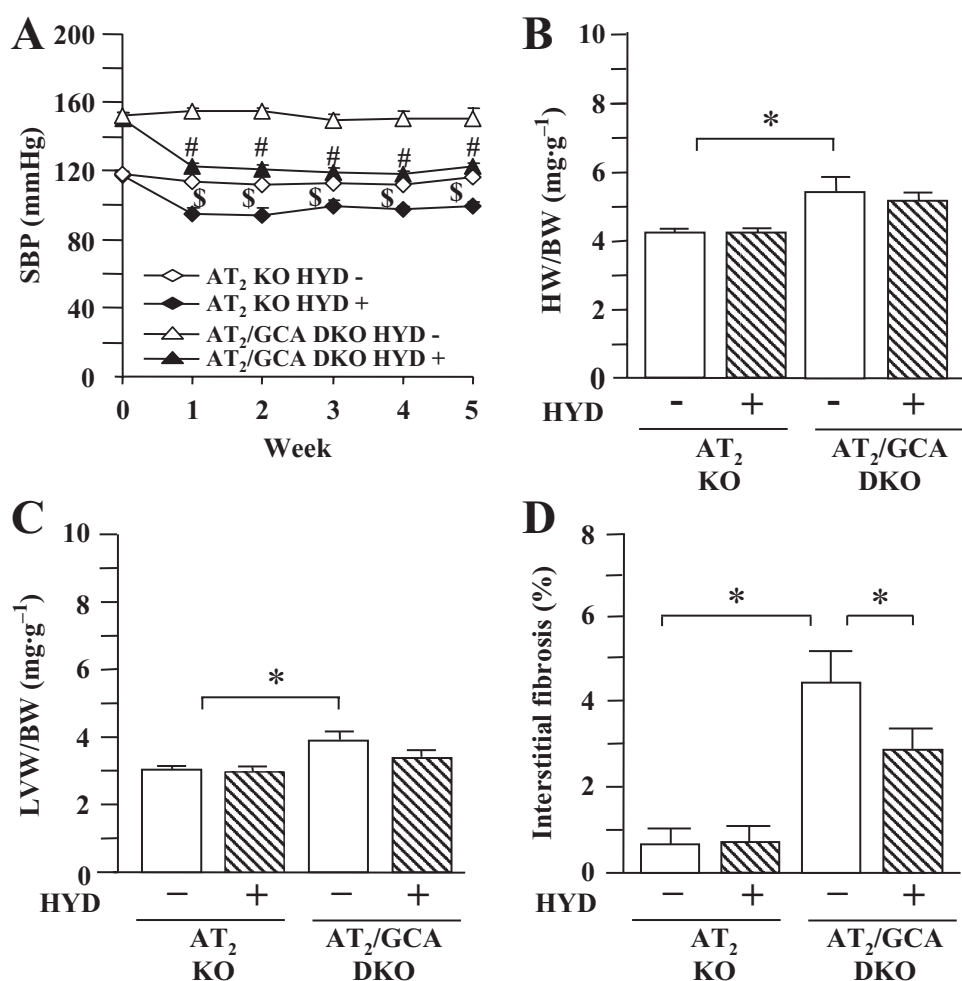 A
200
160
120
80
40
0
SBP (mmHg)
# # # # #
$ $ $ $ $
AT₂ KO HYD -
AT₂ KO HYD +
AT₂/GCA DKO HYD -
AT₂/GCA DKO HYD +
0 1 2 3 4 5
Week
B
10
8
6
4
2
0
HW/BW (mg·g⁻¹)
*
HYD - + - +
AT₂ AT₂/GCA
KO DKO
C
10
8
6
4
2
0
LVW/BW (mg·g⁻¹)
*
HYD − + − +
AT₂ AT₂/GCA
KO DKO
D
8
6
4
2
0
Interstitial fibrosis (%)
* *
HYD − + − +
AT₂ AT₂/GCA
KO DKO